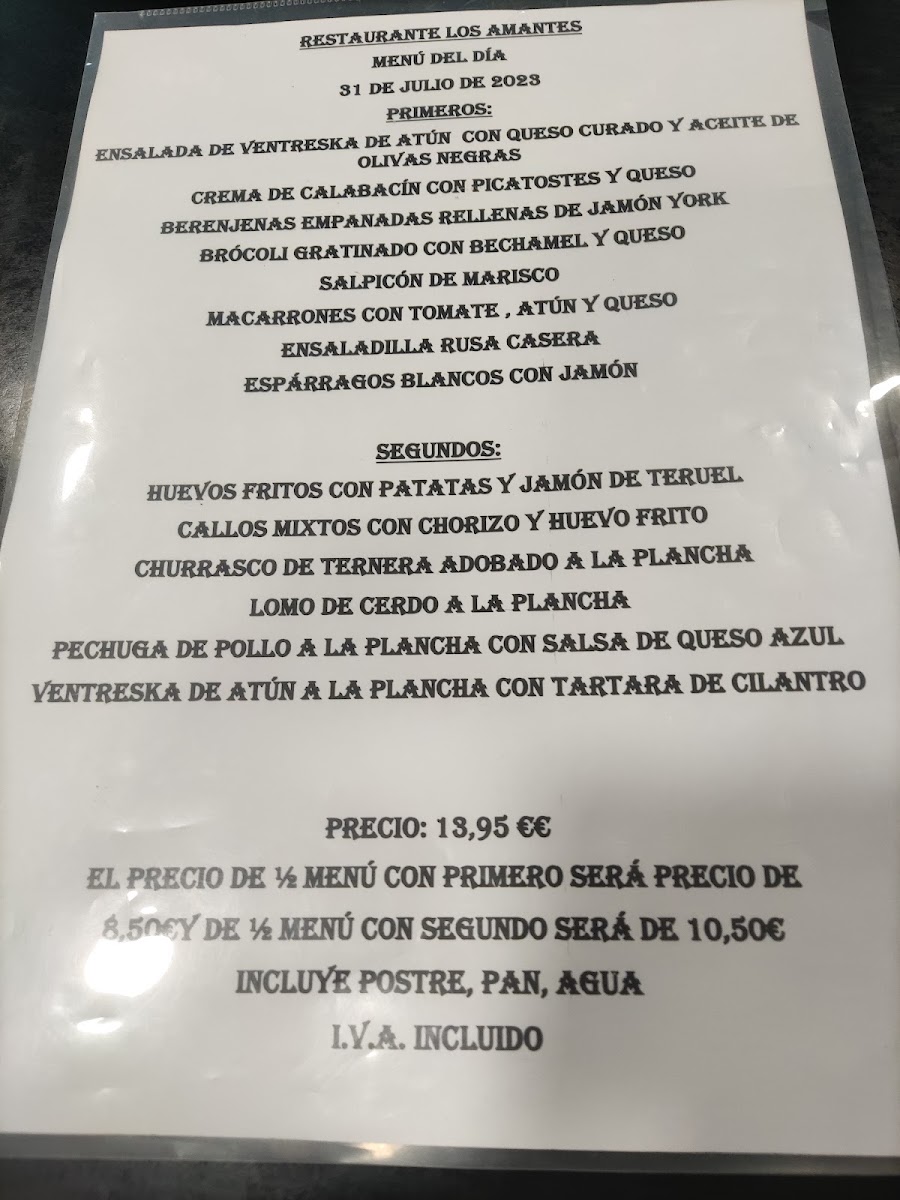 RESTAURANTE LOS AMANTES
MENÚ DEL DÍA
31 DE JULIO DE 2023
PRIMEROS:
ENSALADA DE VENTRESKA DE ATÚN CON QUESO CURADO Y ACEITE DE
OLIVAS NEGRAS
CREMA DE CALABACÍN CON PICATOSTES Y QUESO
BERENJENAS EMPANADAS RELLENAS DE JAMÓN YORK
BRÓCOLI GRATINADO CON BECHAMEL Y QUESO
SALPICÓN DE MARISCO
MACARRONES CON TOMATE , ATÚN Y QUESO
ENSALADILLA RUSA CASERA
ESPÁRRAGOS BLANCOS CON JAMÓN
SEGUNDOS:
HUEVOS FRITOS CON PATATAS Y JAMÓN DE TERUEL
CALLOS MIXTOS CON CHORIZO Y HUEVO FRITO
CHURRASCO DE TERNERA ADOBADO A LA PLANCHA
LOMO DE CERDO A LA PLANCHA
PECHUGA DE POLLO A LA PLANCHA CON SALSA DE QUESO AZUL
VENTRESKA DE ATÚN A LA PLANCHA CON TARTARA DE CILANTRO
PRECIO: 13,95 €€
EL PRECIO DE ½ MENÚ CON PRIMERO SERÁ PRECIO DE
8,50€Y DE ½ MENÚ CON SEGUNDO SERÁ DE 10,50€
INCLUYE POSTRE, PAN, AGUA
I.V.A. INCLUIDO